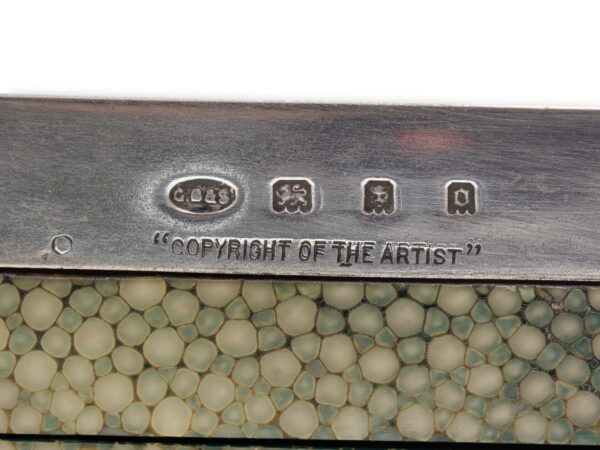 G.B&S
"COPYRIGHT OF THE ARTIST"